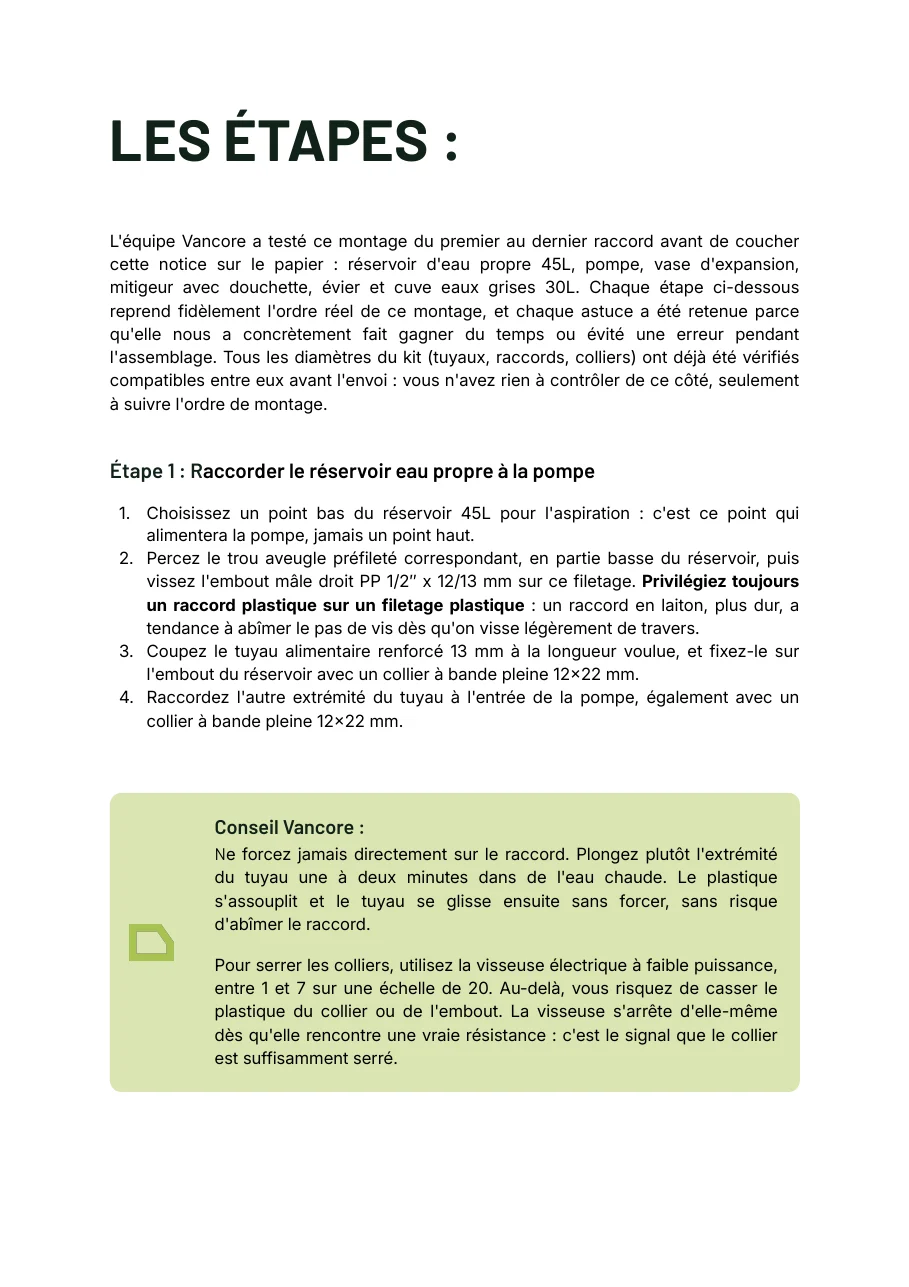 LES ÉTAPES :
L'équipe Vancore a testé ce montage du premier au dernier raccord avant de coucher
cette notice sur le papier : réservoir d'eau propre 45L, pompe, vase d'expansion,
mitigeur avec douchette, évier et cuve eaux grises 30L. Chaque étape ci-dessous
reprend fidèlement l'ordre réel de ce montage, et chaque astuce a été retenue parce
qu'elle nous a concrètement fait gagner du temps ou évité une erreur pendant
l'assemblage. Tous les diamètres du kit (tuyaux, raccords, colliers) ont déjà été vérifiés
compatibles entre eux avant l'envoi : vous n'avez rien à contrôler de ce côté, seulement
à suivre l'ordre de montage.
Étape 1 : Raccorder le réservoir eau propre à la pompe
1. Choisissez un point bas du réservoir 45L pour l'aspiration : c'est ce point qui
alimentera la pompe, jamais un point haut.
2. Percez le trou aveugle préfileté correspondant, en partie basse du réservoir, puis
vissez l'embout mâle droit PP 1/2″ x 12/13 mm sur ce filetage. Privilégiez toujours
un raccord plastique sur un filetage plastique : un raccord en laiton, plus dur, a
tendance à abîmer le pas de vis dès qu'on visse légèrement de travers.
3. Coupez le tuyau alimentaire renforcé 13 mm à la longueur voulue, et fixez-le sur
l'embout du réservoir avec un collier à bande pleine 12×22 mm.
4. Raccordez l'autre extrémité du tuyau à l'entrée de la pompe, également avec un
collier à bande pleine 12×22 mm.
Conseil Vancore :
Ne forcez jamais directement sur le raccord. Plongez plutôt l'extrémité
du tuyau une à deux minutes dans de l'eau chaude. Le plastique
s'assouplit et le tuyau se glisse ensuite sans forcer, sans risque
d'abîmer le raccord.
Pour serrer les colliers, utilisez la visseuse électrique à faible puissance,
entre 1 et 7 sur une échelle de 20. Au-delà, vous risquez de casser le
plastique du collier ou de l'embout. La visseuse s'arrête d'elle-même
dès qu'elle rencontre une vraie résistance : c'est le signal que le collier
est suffisamment serré.